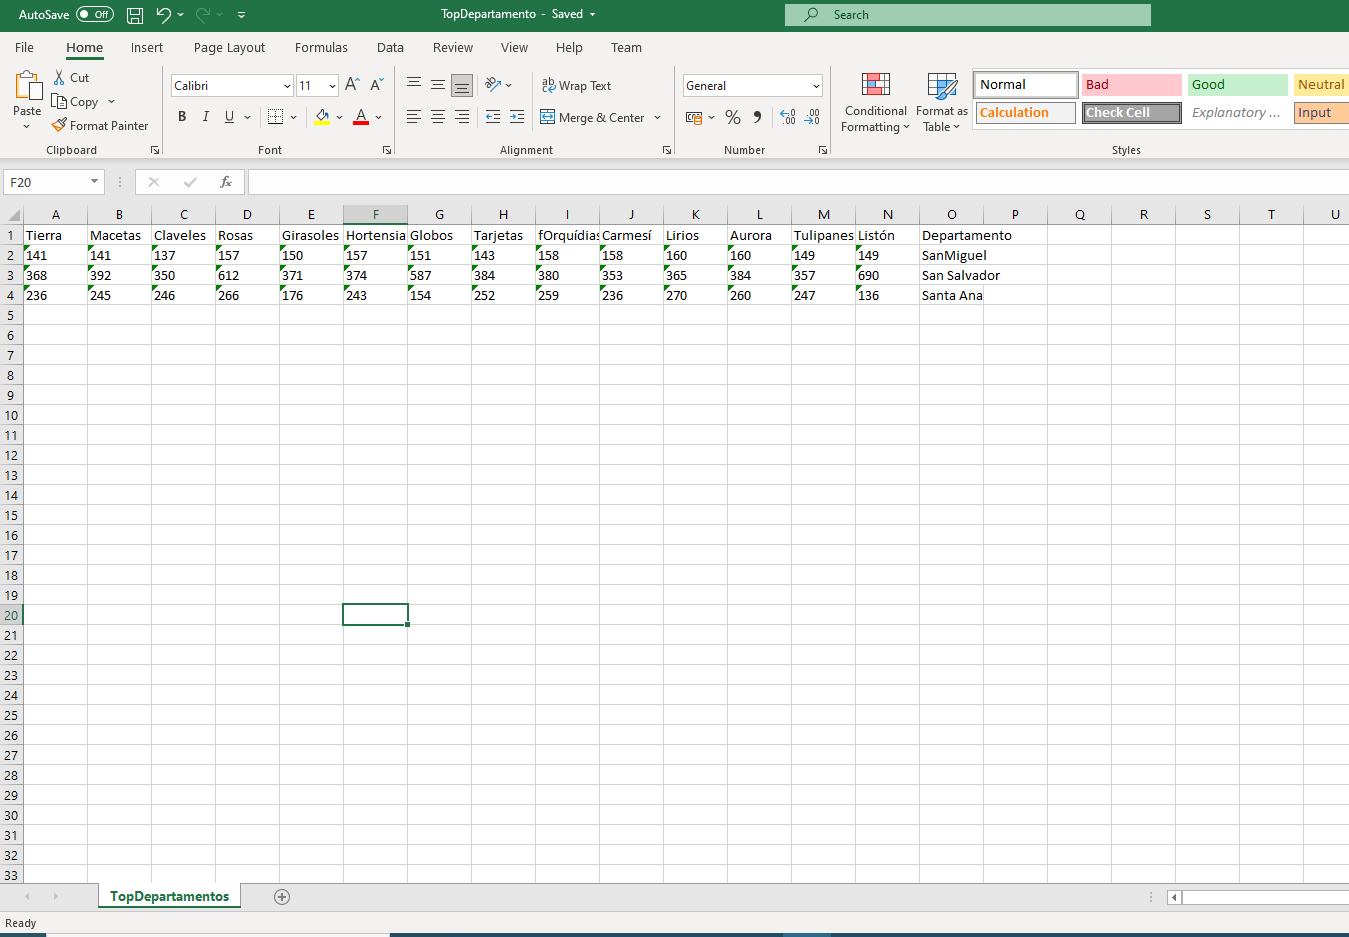 AutoSave Off TopDepartamento - Saved Search
File Home Insert Page Layout Formulas Data Review View Help Team
Paste
Cut
Copy
Format Painter
Clipboard
Calibri 11
B I U
Font
Wrap Text
Merge & Center
Alignment
General
Number
Conditional Formatting
Format as Table
Normal Bad Good Neutral
Calculation Check Cell Explanatory ... Input
Styles
F20 fx
A B C D E F G H I J K L M N O P Q R S T U
1 Tierra Macetas Claveles Rosas Girasoles Hortensia Globos Tarjetas fOrquídias Carmesí Lirios Aurora Tulipanes Listón Departamento
2 141 141 137 157 150 157 151 143 158 158 160 160 149 149 SanMiguel
3 368 392 350 612 371 374 587 384 380 353 365 384 357 690 San Salvador
4 236 245 246 266 176 243 154 252 259 236 270 260 247 136 Santa Ana
5
6
7
8
9
10
11
12
13
14
15
16
17
18
19
20
21
22
23
24
25
26
27
28
29
30
31
32
33
TopDepartamentos
Ready